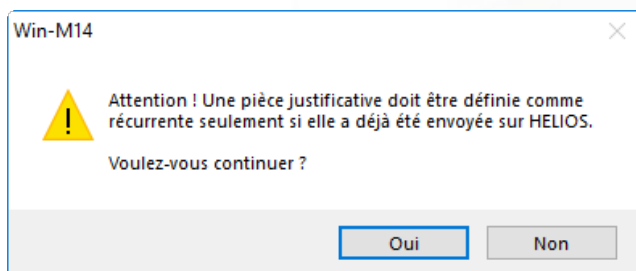 Win-M14
Attention ! Une pièce justificative doit être définie comme
récurrente seulement si elle a déjà été envoyée sur HELIOS.
Voulez-vous continuer ?
Oui
Non